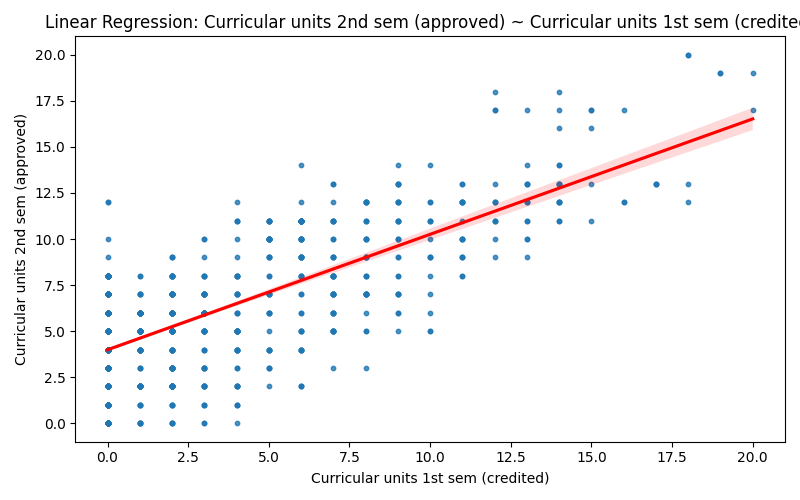 Linear Regression: Curricular units 2nd sem (approved) ~ Curricular units 1st sem (credited
20.0
17.5
15.0
12.5
10.0
7.5
5.0
2.5
0.0
Curricular units 2nd sem (approved)
0.0 2.5 5.0 7.5 10.0 12.5 15.0 17.5 20.0
Curricular units 1st sem (credited)